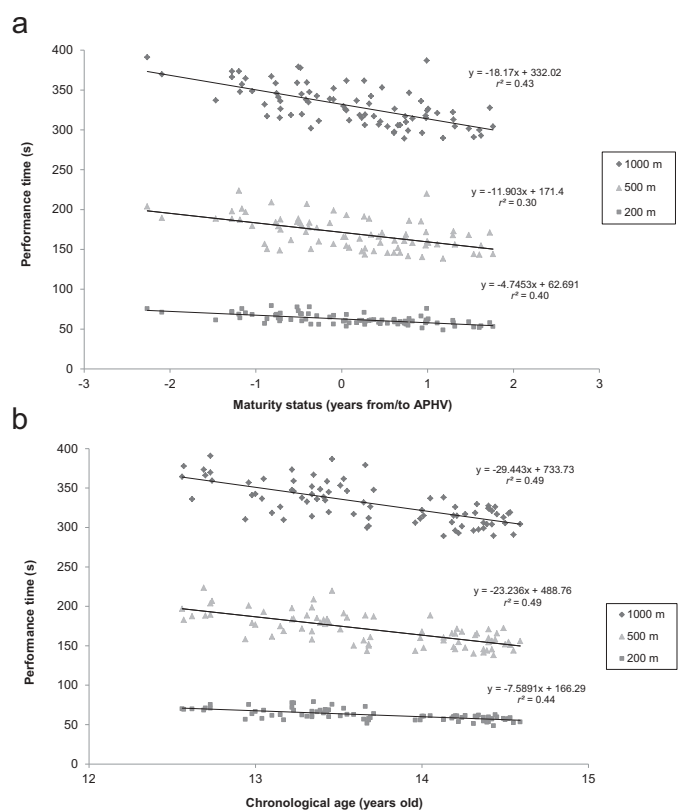 a
400
350
300
250
200
150
100
50
0
Performance time (s)
y = -18.17x + 332.02
r² = 0.43
y = -11.903x + 171.4
r² = 0.30
y = -4.7453x + 62.691
r² = 0.40
1000 m
500 m
200 m
-3 -2 -1 0 1 2 3
Maturity status (years from/to APHV)
b
400
350
300
250
200
150
100
50
0
Performance time (s)
y = -29.443x + 733.73
r² = 0.49
y = -23.236x + 488.76
r² = 0.49
y = -7.5891x + 166.29
r² = 0.44
1000 m
500 m
200 m
12 13 14 15
Chronological age (years old)